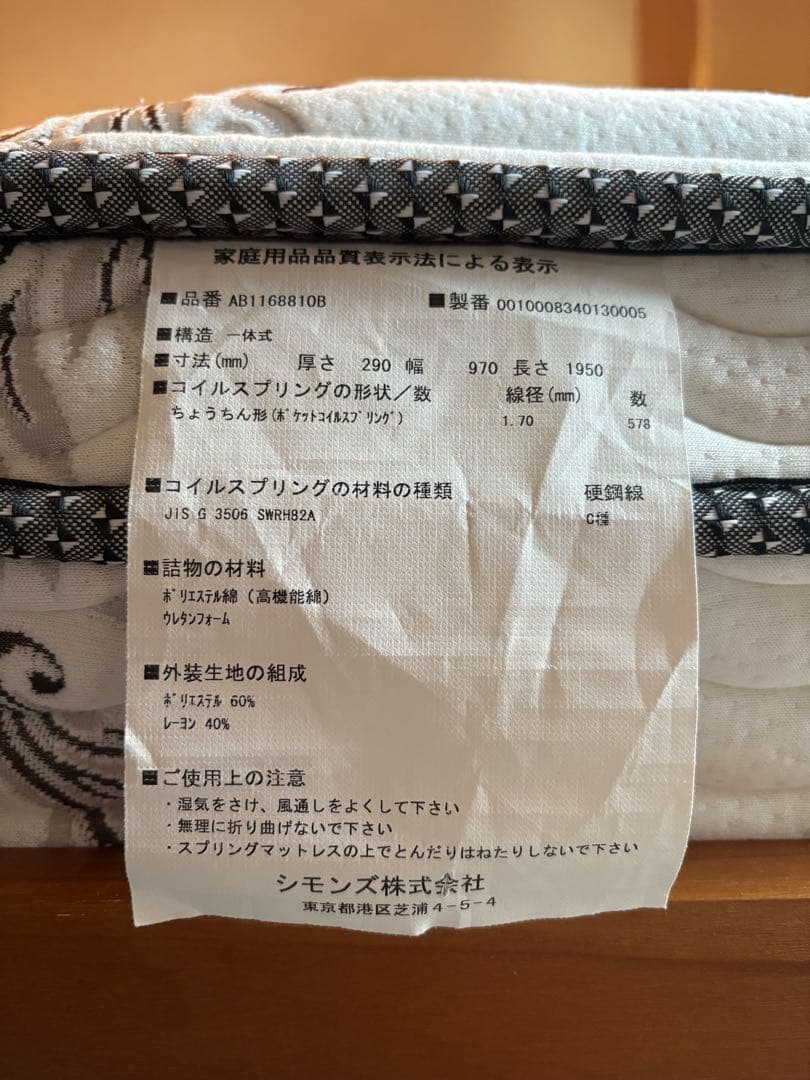 家庭用品品質表示法による表示
■品番 AB1168810B ■製番 0010008340130005
■構造 一体式
■寸法(mm) 厚さ 290 幅 970 長さ 1950
■コイルスプリングの形状／数 線径(mm) 数
ちょうちん形(ﾎﾟｹｯﾄｺｲﾙｽﾌﾟﾘﾝｸﾞ) 1.70 578
■コイルスプリングの材料の種類 硬鋼線
JIS G 3506 SWRH82A C種
■詰物の材料
ﾎﾟﾘｴｽﾃﾙ綿（高機能綿）
ｳﾚﾀﾝﾌｫｰﾑ
■外装生地の組成
ﾎﾟﾘｴｽﾃﾙ 60%
ﾚｰﾖﾝ 40%
■ご使用上の注意
・湿気をさけ、風通しをよくして下さい
・無理に折り曲げないで下さい
・スプリングマットレスの上でとんだりはねたりしないで下さい
シモンズ株式会社
東京都港区芝浦4-5-4